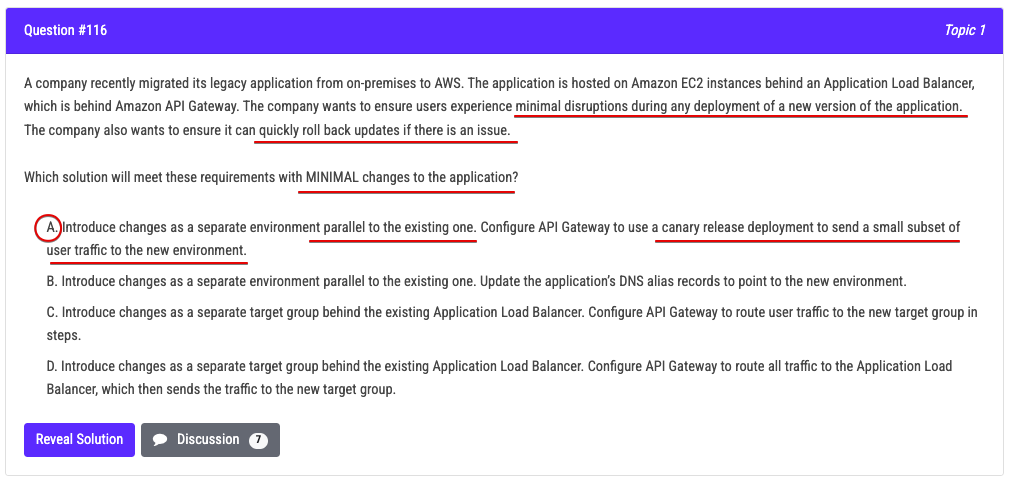 Question #116
Topic 1
A company recently migrated its legacy application from on-premises to AWS. The application is hosted on Amazon EC2 instances behind an Application Load Balancer,
which is behind Amazon API Gateway. The company wants to ensure users experience minimal disruptions during any deployment of a new version of the application.
The company also wants to ensure it can quickly roll back updates if there is an issue.
Which solution will meet these requirements with MINIMAL changes to the application?
A. Introduce changes as a separate environment parallel to the existing one. Configure API Gateway to use a canary release deployment to send a small subset of
user traffic to the new environment.
B. Introduce changes as a separate environment parallel to the existing one. Update the application’s DNS alias records to point to the new environment.
C. Introduce changes as a separate target group behind the existing Application Load Balancer. Configure API Gateway to route user traffic to the new target group in
steps.
D. Introduce changes as a separate target group behind the existing Application Load Balancer. Configure API Gateway to route all traffic to the Application Load
Balancer, which then sends the traffic to the new target group.
Reveal Solution
Discussion 7